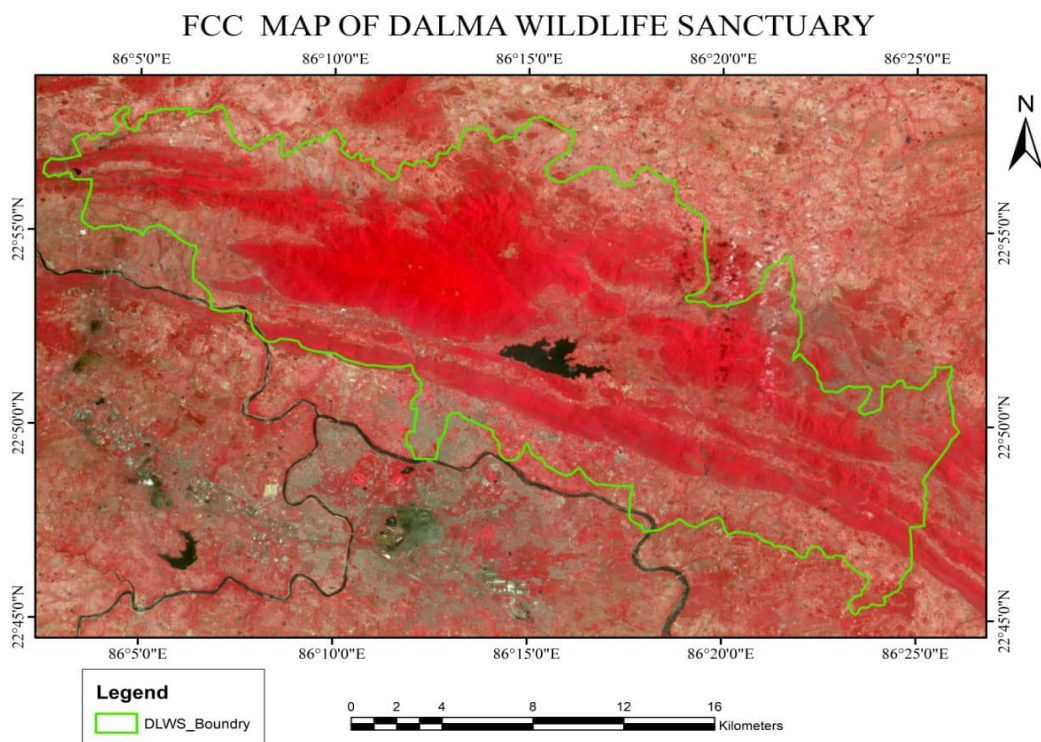 FCC MAP OF DALMA WILDLIFE SANCTUARY
86°5'0"E 86°10'0"E 86°15'0"E 86°20'0"E 86°25'0"E
N
22°55'0"N 22°55'0"N
22°50'0"N 22°50'0"N
22°45'0"N 22°45'0"N
86°5'0"E 86°10'0"E 86°15'0"E 86°20'0"E 86°25'0"E
Legend
DLWS_Boundry
0 2 4 8 12 16
Kilometers